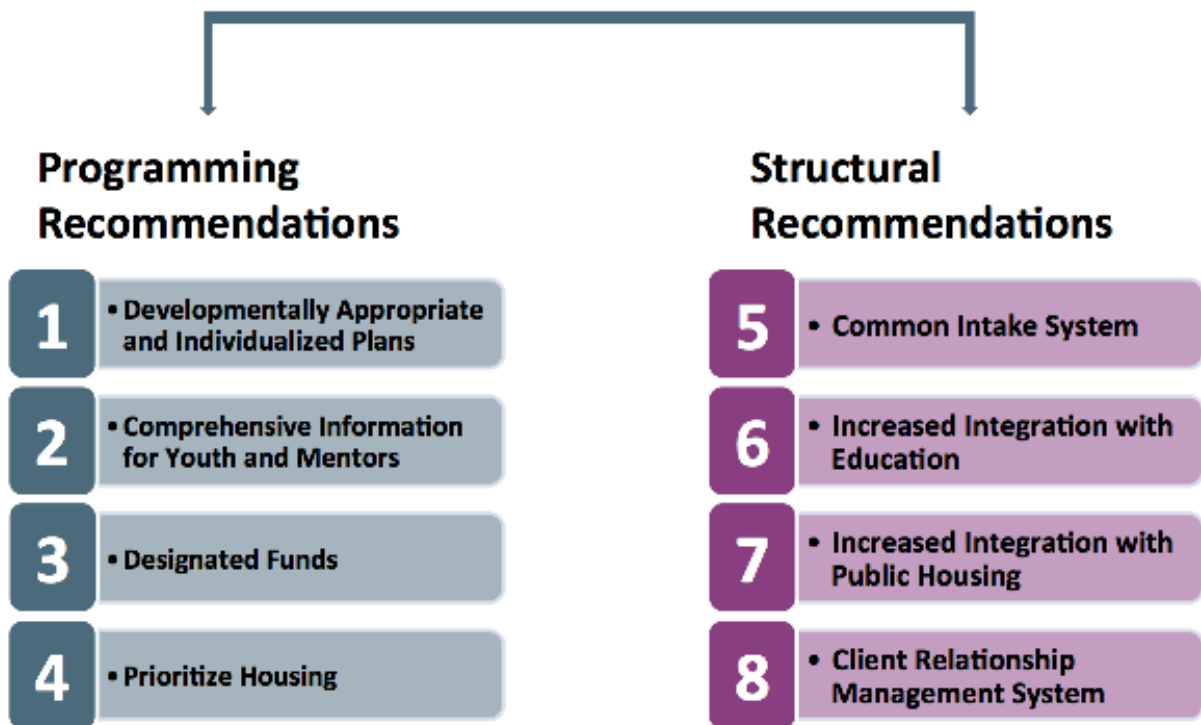 Programming
Recommendations
1
• Developmentally Appropriate
and Individualized Plans
2
• Comprehensive Information
for Youth and Mentors
3
• Designated Funds
4
• Prioritize Housing
Structural
Recommendations
5
• Common Intake System
6
• Increased Integration with
Education
7
• Increased Integration with
Public Housing
8
• Client Relationship
Management System